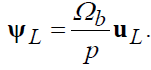 𝛙_L = Ω_b/p 𝐮_L.